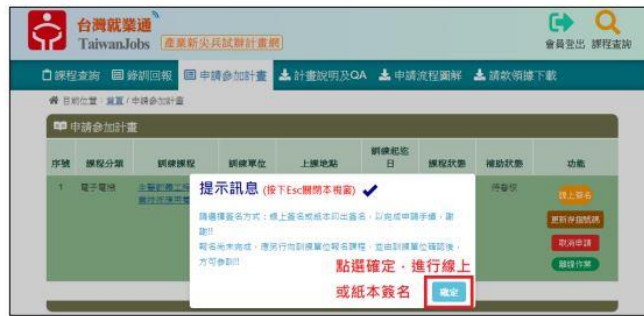 台灣就業通
TaiwanJobs 產業新尖兵試辦計畫網
會員登出 課程查詢
課程查詢 錄訓回報 申請參加計畫 計畫說明及QA 申請流程圖解 請款領據下載
目前位置：首頁 / 申請參加計畫
申請參加計畫
序號 課程分類 訓練課程 訓練單位 上課地點 訓練起迄日 課程狀態 補助狀態 功能
1 電子電機 待審核
線上簽名
更新存摺號碼
取消申請
離線作業
提示訊息 (按下Esc關閉本視窗)
請選擇簽名方式：線上簽名或紙本印出簽名，以完成申請手續，謝謝!!
報名尚未完成，應另行向訓練單位報名課程，並由訓練單位確認後，
方可參訓!!
點選確定，進行線上
或紙本簽名
確定